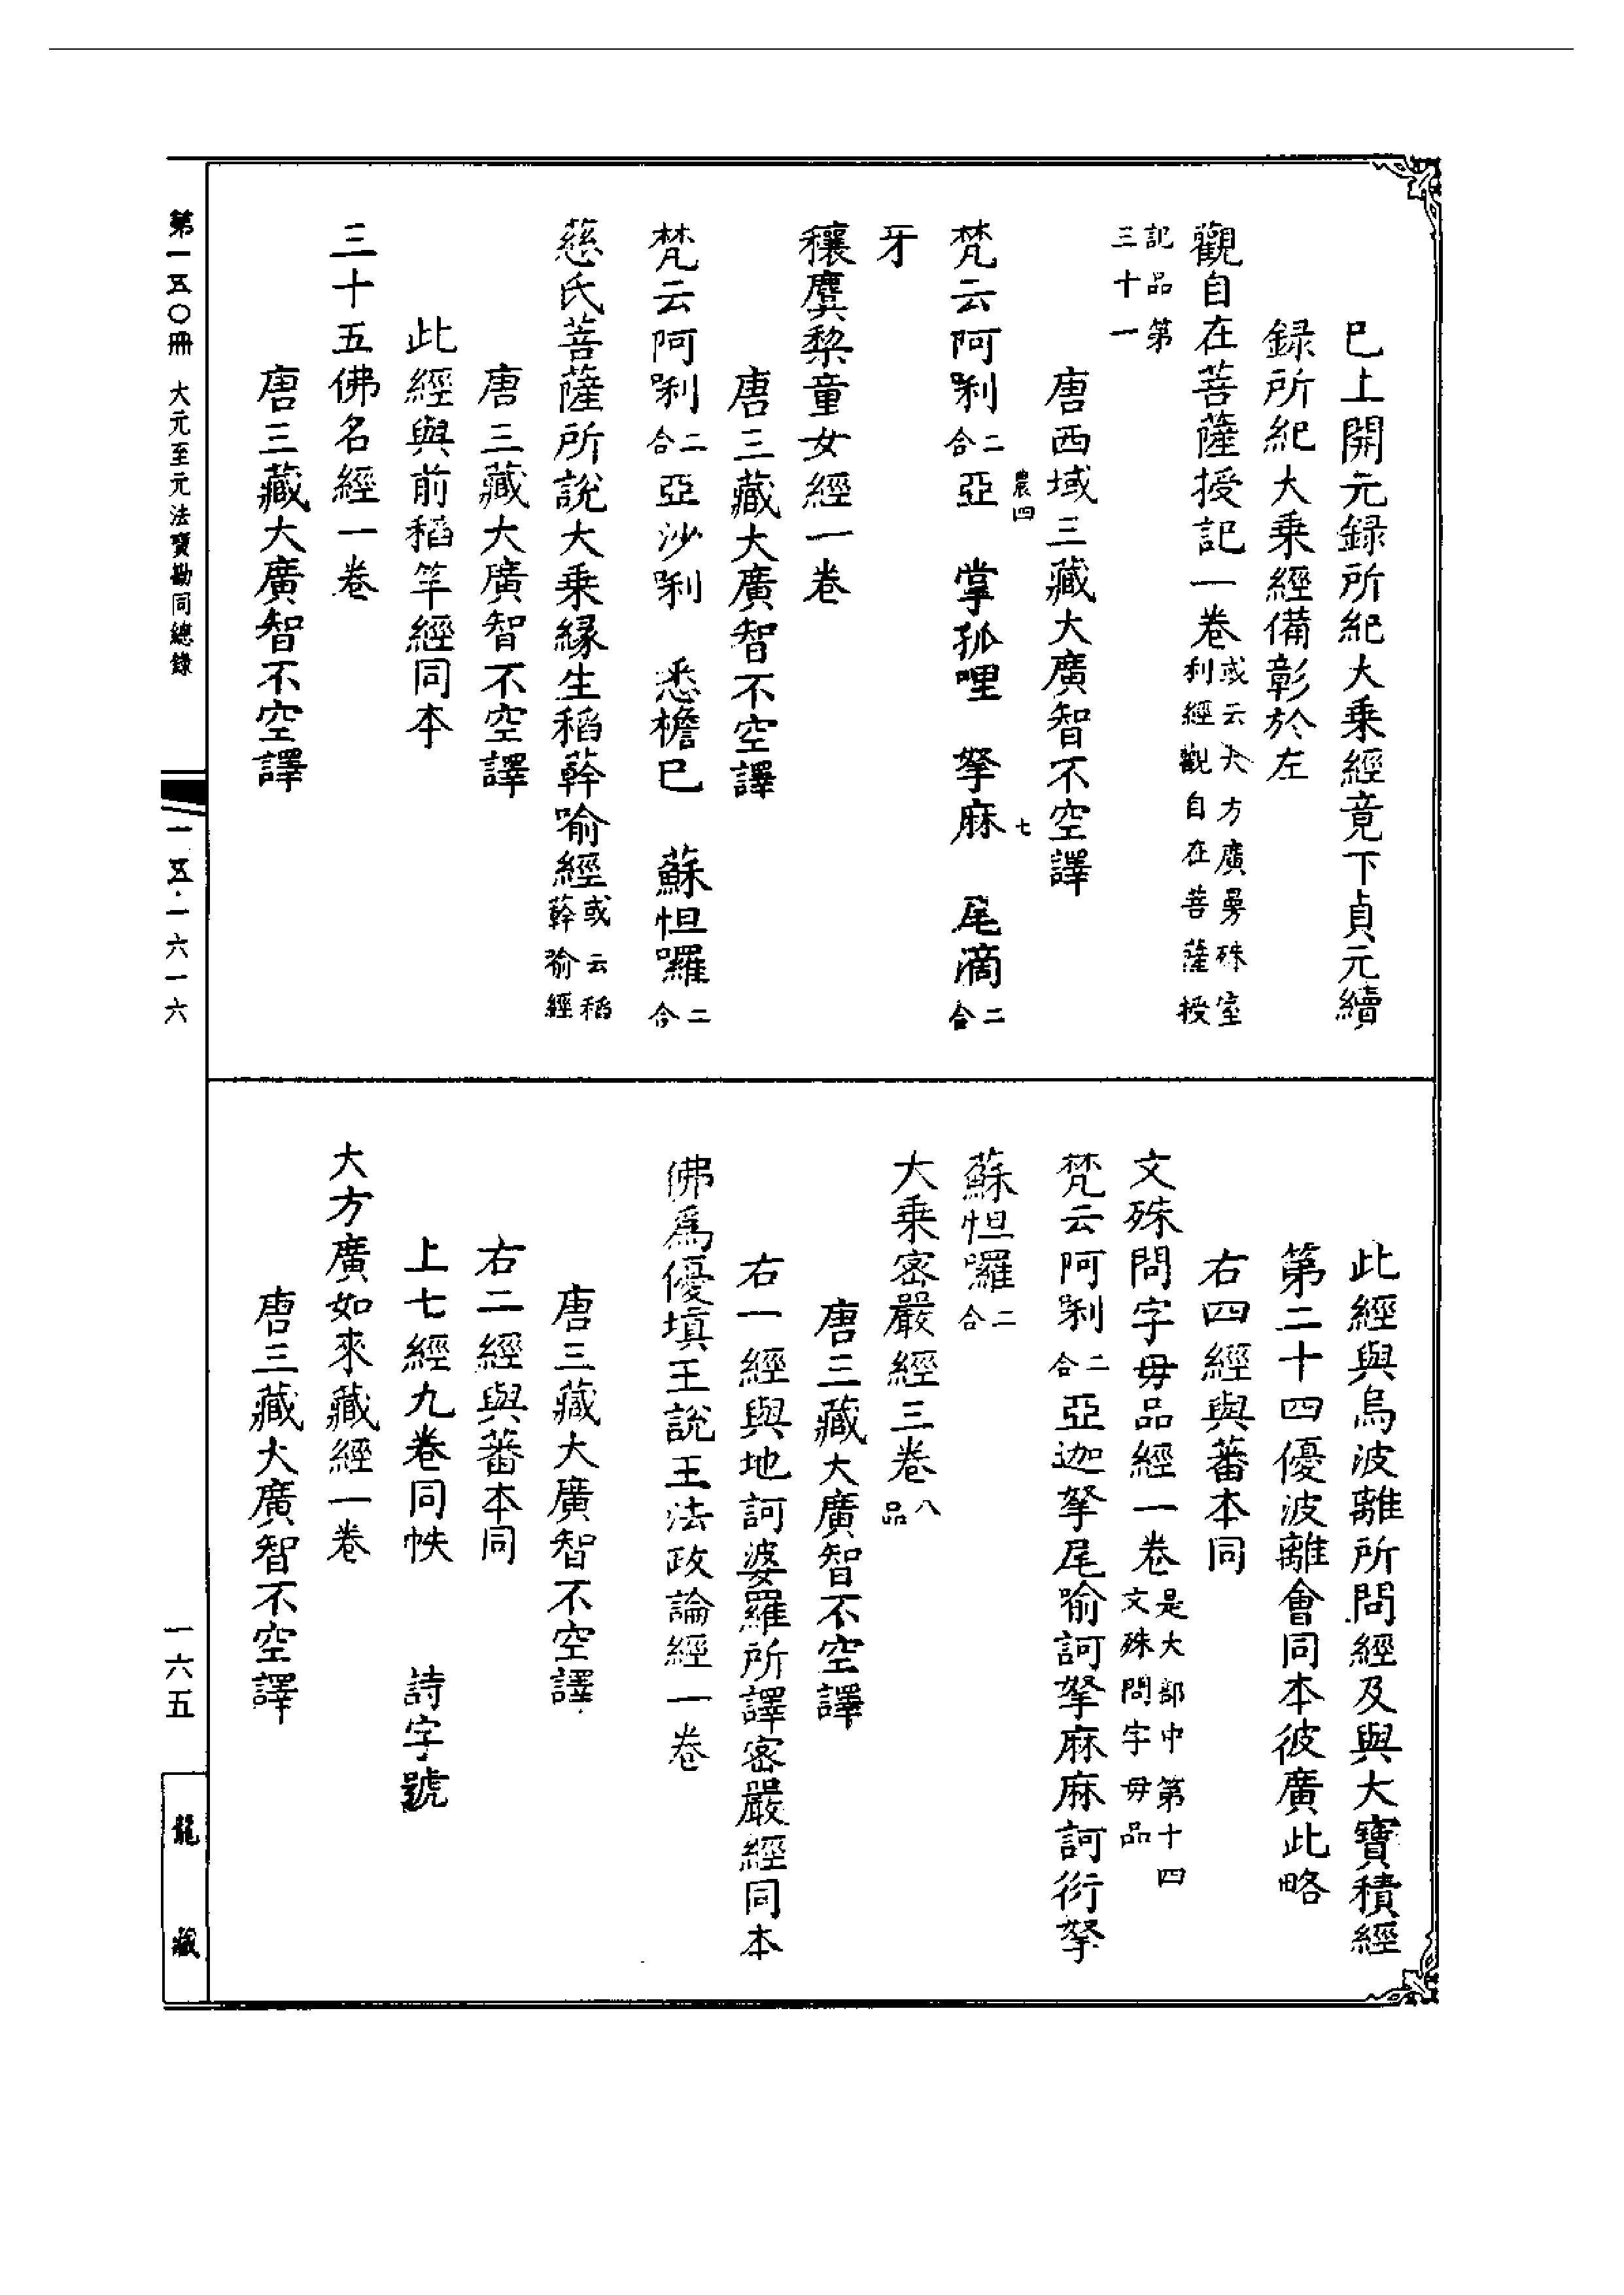 已上開元録所紀大乘經竟下貞元續
録所紀大乘經備彰於左
觀自在菩薩授記一卷或云大方廣曼殊室利經觀自在菩薩授
記品第三十一
唐西域三藏大廣智不空譯
農四 七
梵云阿唎二合亞 掌孤哩 拏麻 尾滴二合
牙
穰麌梨童女經一卷
唐三藏大廣智不空譯
梵云阿唎二合亞沙唎 悉檐巳 蘇怛囉二合
慈氏菩薩所說大乘緣生稻𦼮喻經或云稻𦼮喻經
唐三藏大廣智不空譯
此經與前稻竿經同本
三十五佛名經一卷
唐三藏大廣智不空譯
此經與烏波離所問經及與大寶積經
第二十四優波離會同本彼廣此略
右四經與蕃本同
文殊問字毋品經一卷是大部中第十四文殊問字毋品
梵云阿唎二合亞迦拏尾喻訶拏麻麻訶衍拏
蘇怛囉二合
大乘密嚴經三卷八品
唐三藏大廣智不空譯
右一經與地訶婆羅所譯密嚴經同本
佛爲優填王說王法政論經一卷
唐三藏大廣智不空譯
右二經與蕃本同
上七經九卷同帙 詩字號
大方廣如來藏經一卷
唐三藏大廣智不空譯
第一五〇冊 大元至元法寶勘同總錄
一五·一六一六
一六五
龍藏